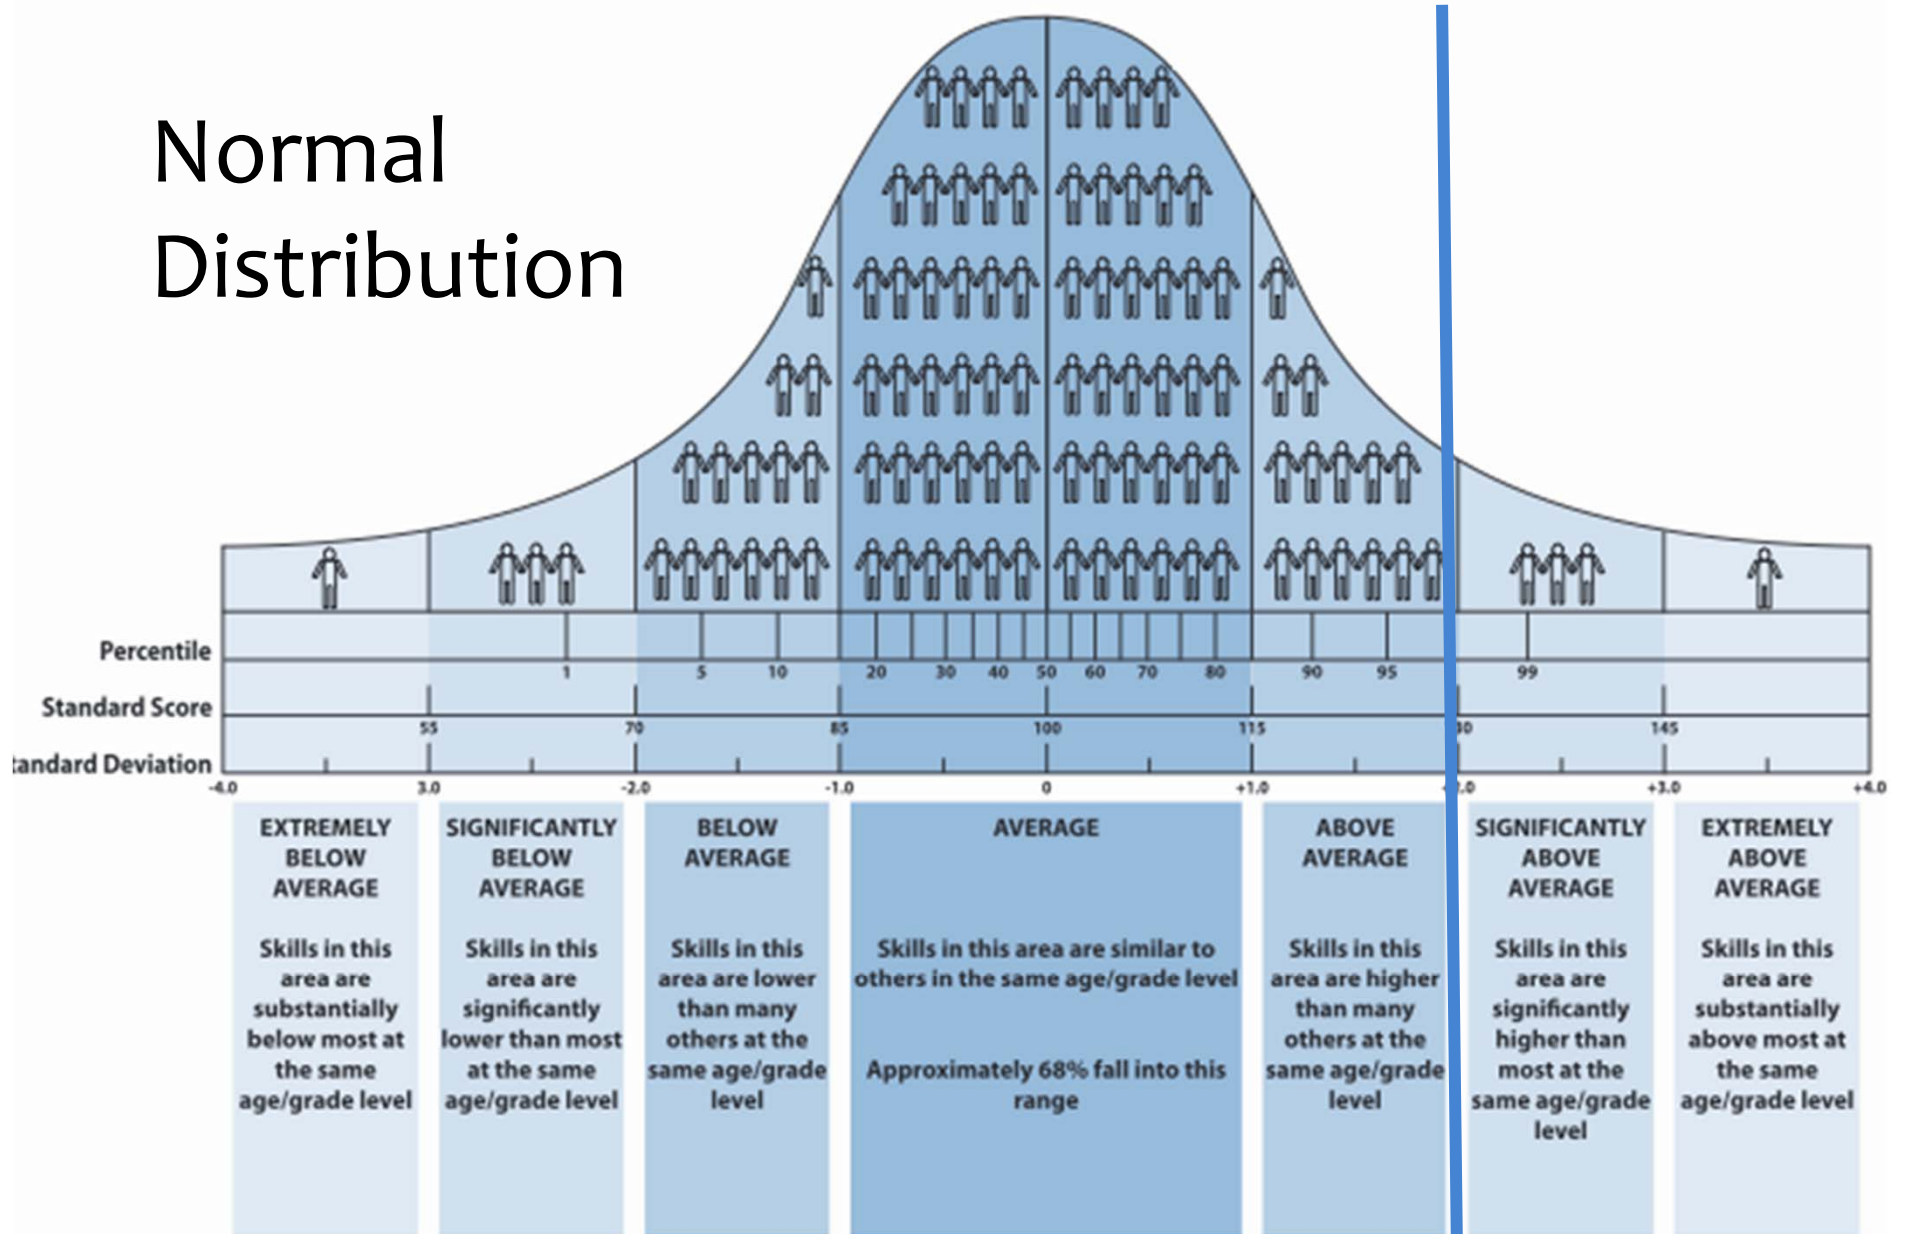 Normal
Distribution
Percentile
1 5 10 20 30 40 50 60 70 80 90 95 99
Standard Score
55 70 85 100 115 30 145
tandard Deviation
-4.0 3.0 -2.0 -1.0 0 +1.0 2.0 +3.0 +4.0
EXTREMELY
BELOW
AVERAGE
Skills in this
area are
substantially
below most at
the same
age/grade level
SIGNIFICANTLY
BELOW
AVERAGE
Skills in this
area are
significantly
lower than most
at the same
age/grade level
BELOW
AVERAGE
Skills in this
area are lower
than many
others at the
same age/grade
level
AVERAGE
Skills in this area are similar to
others in the same age/grade level
Approximately 68% fall into this
range
ABOVE
AVERAGE
Skills in this
area are higher
than many
others at the
same age/grade
level
SIGNIFICANTLY
ABOVE
AVERAGE
Skills in this
area are
significantly
higher than
most at the
same age/grade
level
EXTREMELY
ABOVE
AVERAGE
Skills in this
area are
substantially
above most at
the same
age/grade level